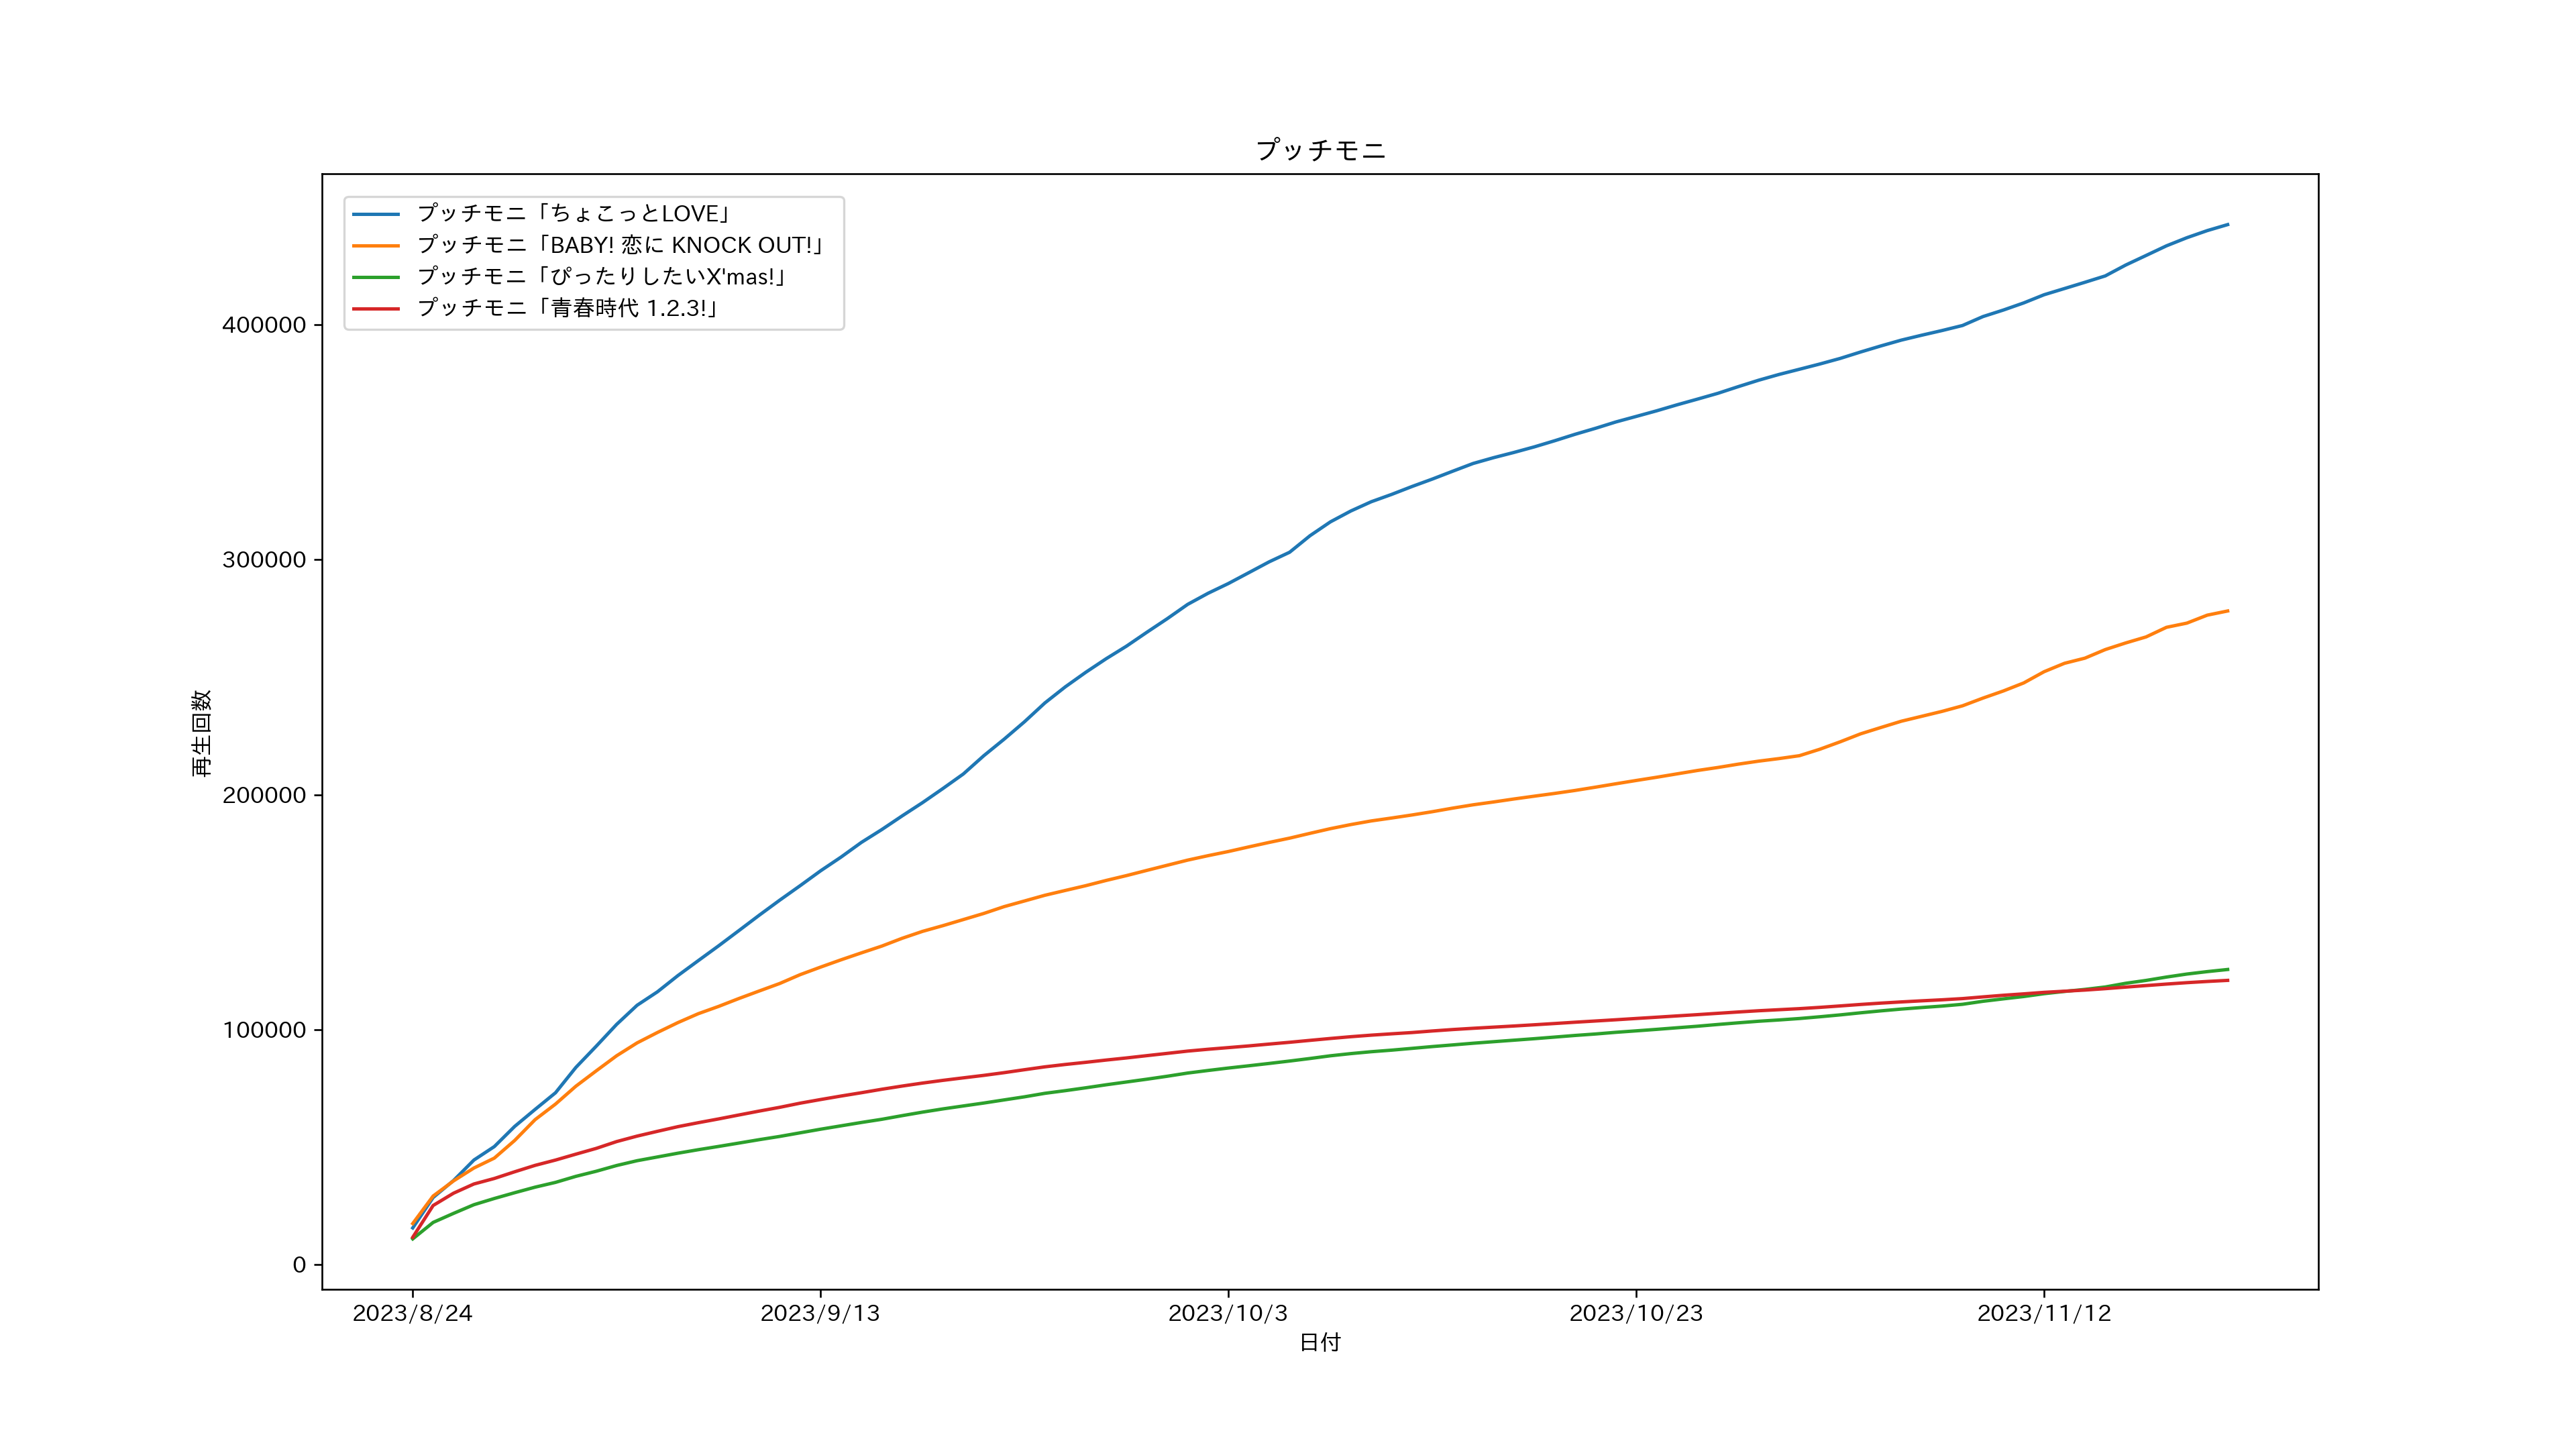 プッチモニ
プッチモニ「ちょこっとLOVE」
プッチモニ「BABY! 恋に KNOCK OUT!」
プッチモニ「ぴったりしたいX'mas!」
プッチモニ「青春時代 1.2.3!」
400000
300000
200000
100000
0
再生回数
2023/8/24 2023/9/13 2023/10/3 2023/10/23 2023/11/12
日付